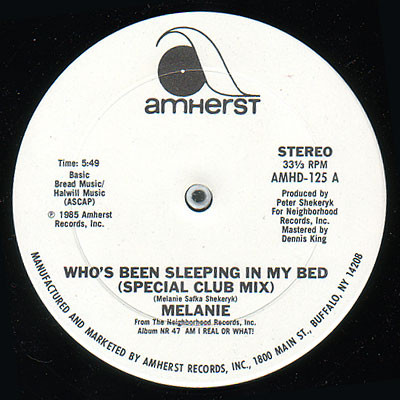 amherst
Time: 5:49
Basic
Bread Music/
Halwill Music
(ASCAP)
℗ 1985 Amherst
Records, Inc.
STEREO
33⅓ RPM
AMHD-125 A
Produced by
Peter Shekeryk
For Neighborhood
Records, Inc.
Mastered by
Dennis King
WHO'S BEEN SLEEPING IN MY BED
(SPECIAL CLUB MIX)
(Melanie Safka Shekeryk)
MELANIE
From The Neighborhood Records, Inc.
Album NR 47 AM I REAL OR WHAT!
MANUFACTURED AND MARKETED BY AMHERST RECORDS, INC., 1800 MAIN ST., BUFFALO, NY 14208